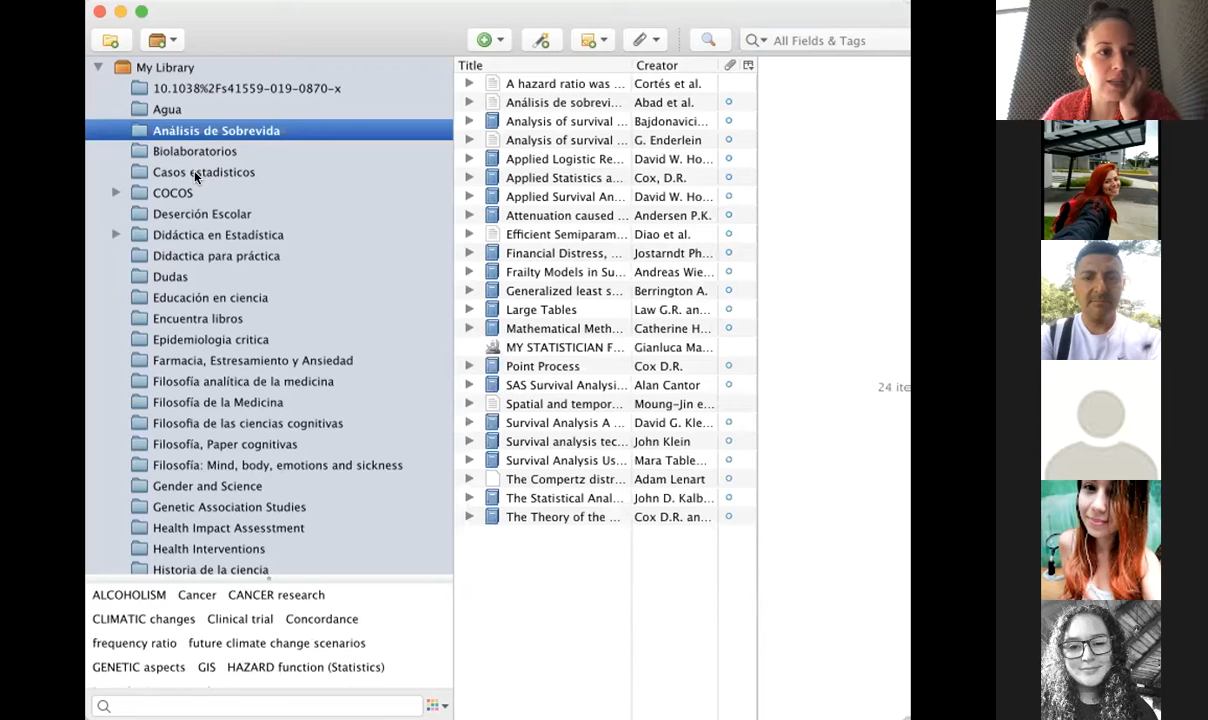 All Fields & Tags
My Library
10.1038%2Fs41559-019-0870-x
Agua
Análisis de Sobrevida
Biolaboratorios
Casos estadisticos
COCOS
Deserción Escolar
Didáctica en Estadística
Didactica para práctica
Dudas
Educación en ciencia
Encuentra libros
Epidemiologia critica
Farmacia, Estresamiento y Ansiedad
Filosofía analítica de la medicina
Filosofía de la Medicina
Filosofia de las ciencias cognitivas
Filosofía, Paper cognitivas
Filosofía: Mind, body, emotions and sickness
Gender and Science
Genetic Association Studies
Health Impact Assesstment
Health Interventions
Historia de la ciencia
ALCOHOLISM Cancer CANCER research
CLIMATIC changes Clinical trial Concordance
frequency ratio future climate change scenarios
GENETIC aspects GIS HAZARD function (Statistics)
Title Creator
A hazard ratio was ... Cortés et al.
Análisis de sobrevi... Abad et al.
Analysis of survival ... Bajdonavici...
Analysis of survival ... G. Enderlein
Applied Logistic Re... David W. Ho...
Applied Statistics a... Cox, D.R.
Applied Survival An... David W. Ho...
Attenuation caused ... Andersen P.K.
Efficient Semiparam... Diao et al.
Financial Distress, ... Jostarndt Ph...
Frailty Models in Su... Andreas Wie...
Generalized least s... Berrington A.
Large Tables Law G.R. an...
Mathematical Meth... Catherine H...
MY STATISTICIAN F... Gianluca Ma...
Point Process Cox D.R.
SAS Survival Analysi... Alan Cantor
Spatial and tempor... Moung-Jin e...
Survival Analysis A ... David G. Kle...
Survival analysis tec... John Klein
Survival Analysis Us... Mara Table...
The Compertz distr... Adam Lenart
The Statistical Anal... John D. Kalb...
The Theory of the ... Cox D.R. an...
24 ite